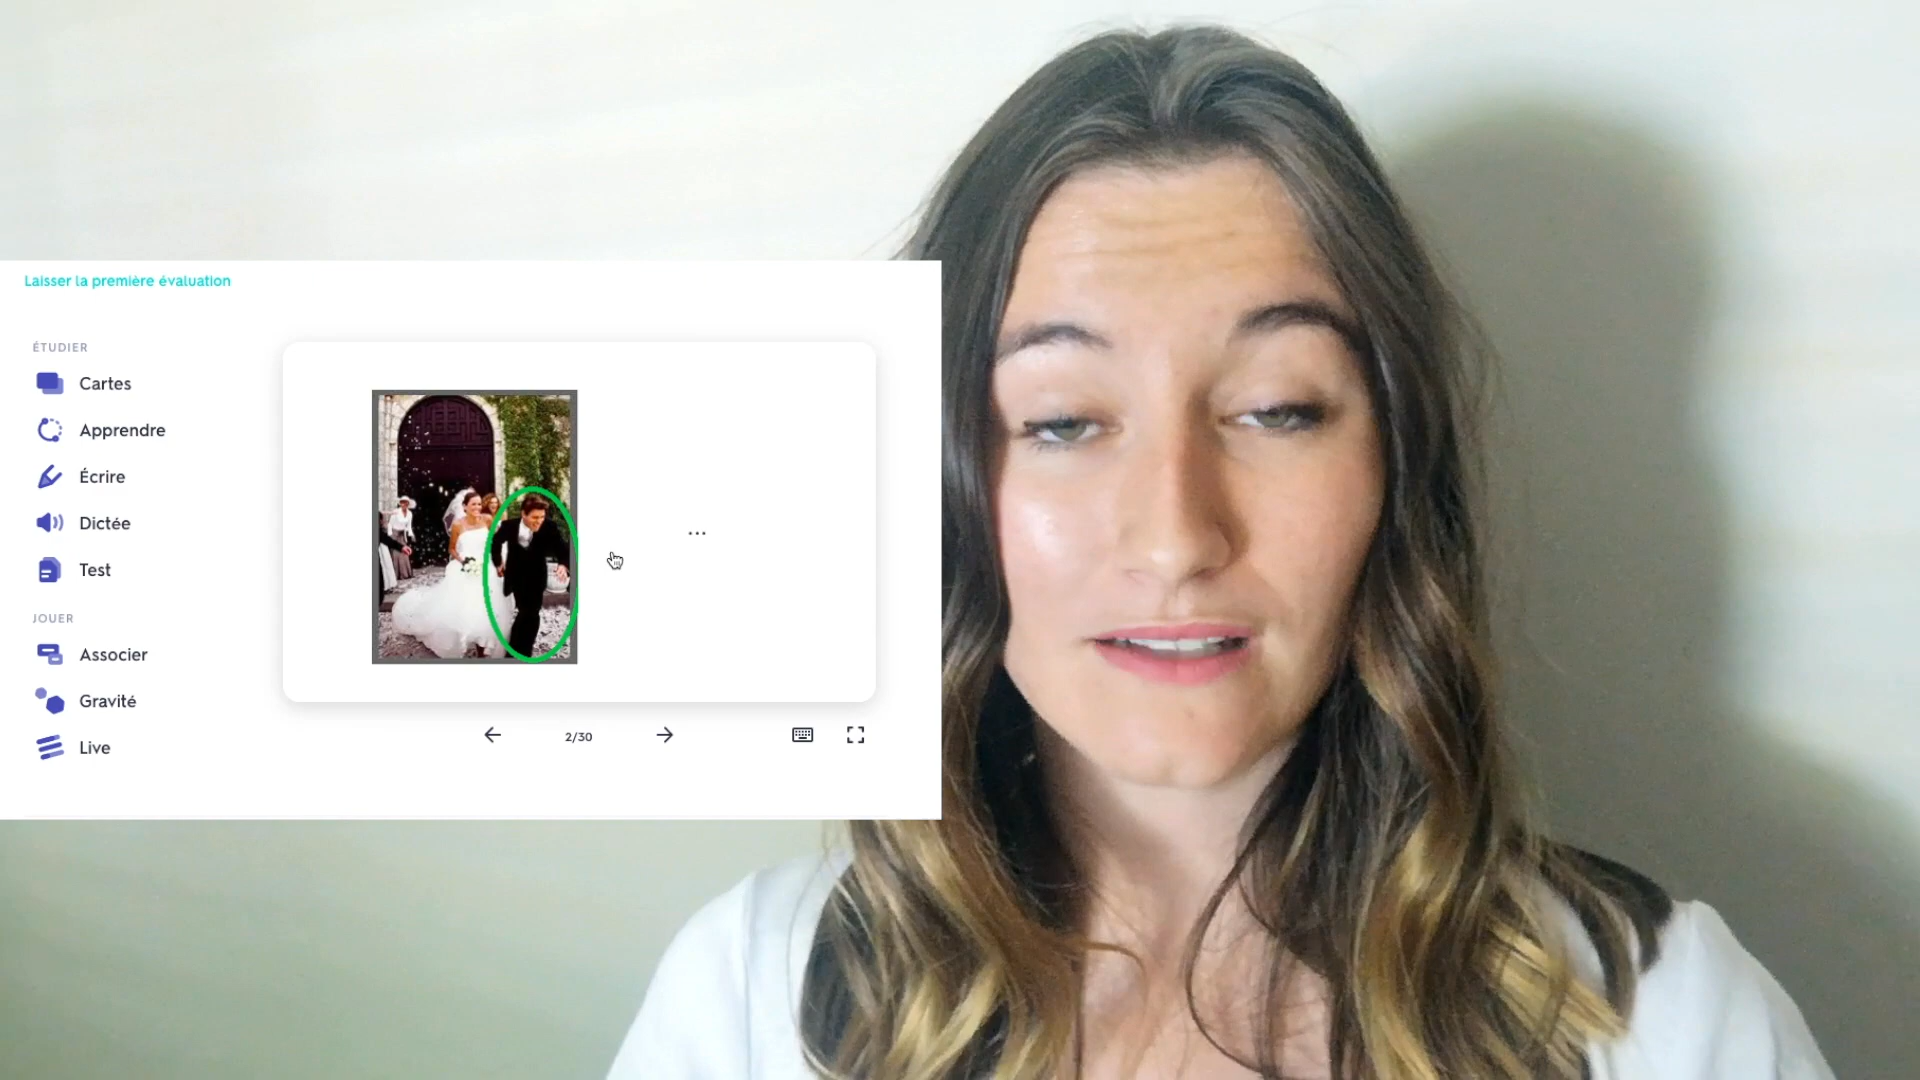 Laisser la première évaluation
ÉTUDIER
Cartes
Apprendre
Écrire
Dictée
Test
JOUER
Associer
Gravité
Live
...
2/30